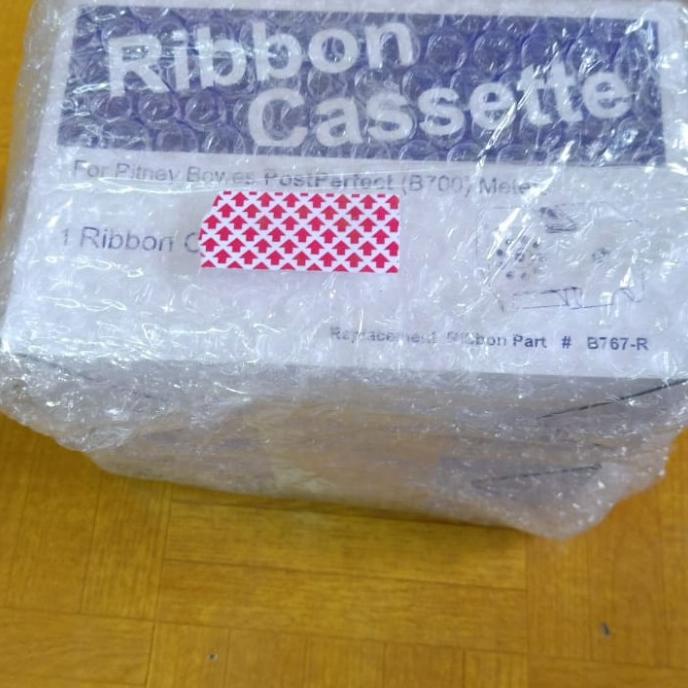 Ribbon
Cassette
For Pitney Bowes PostPerfect (B700) Meter
1 Ribbon C
Replacement Ribbon Part # B767-R